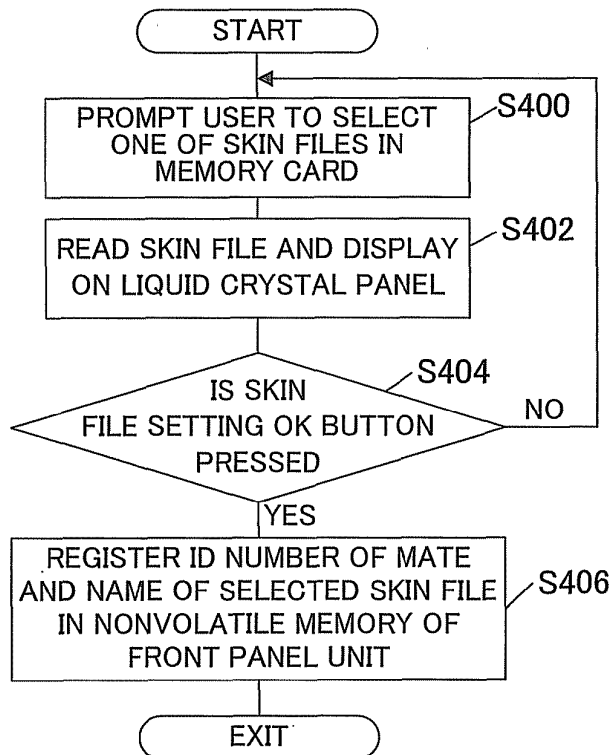 START
PROMPT USER TO SELECT
ONE OF SKIN FILES IN
MEMORY CARD
S400
READ SKIN FILE AND DISPLAY
ON LIQUID CRYSTAL PANEL
S402
IS SKIN
FILE SETTING OK BUTTON
PRESSED
S404
NO
YES
REGISTER ID NUMBER OF MATE
AND NAME OF SELECTED SKIN FILE
IN NONVOLATILE MEMORY OF
FRONT PANEL UNIT
S406
EXIT